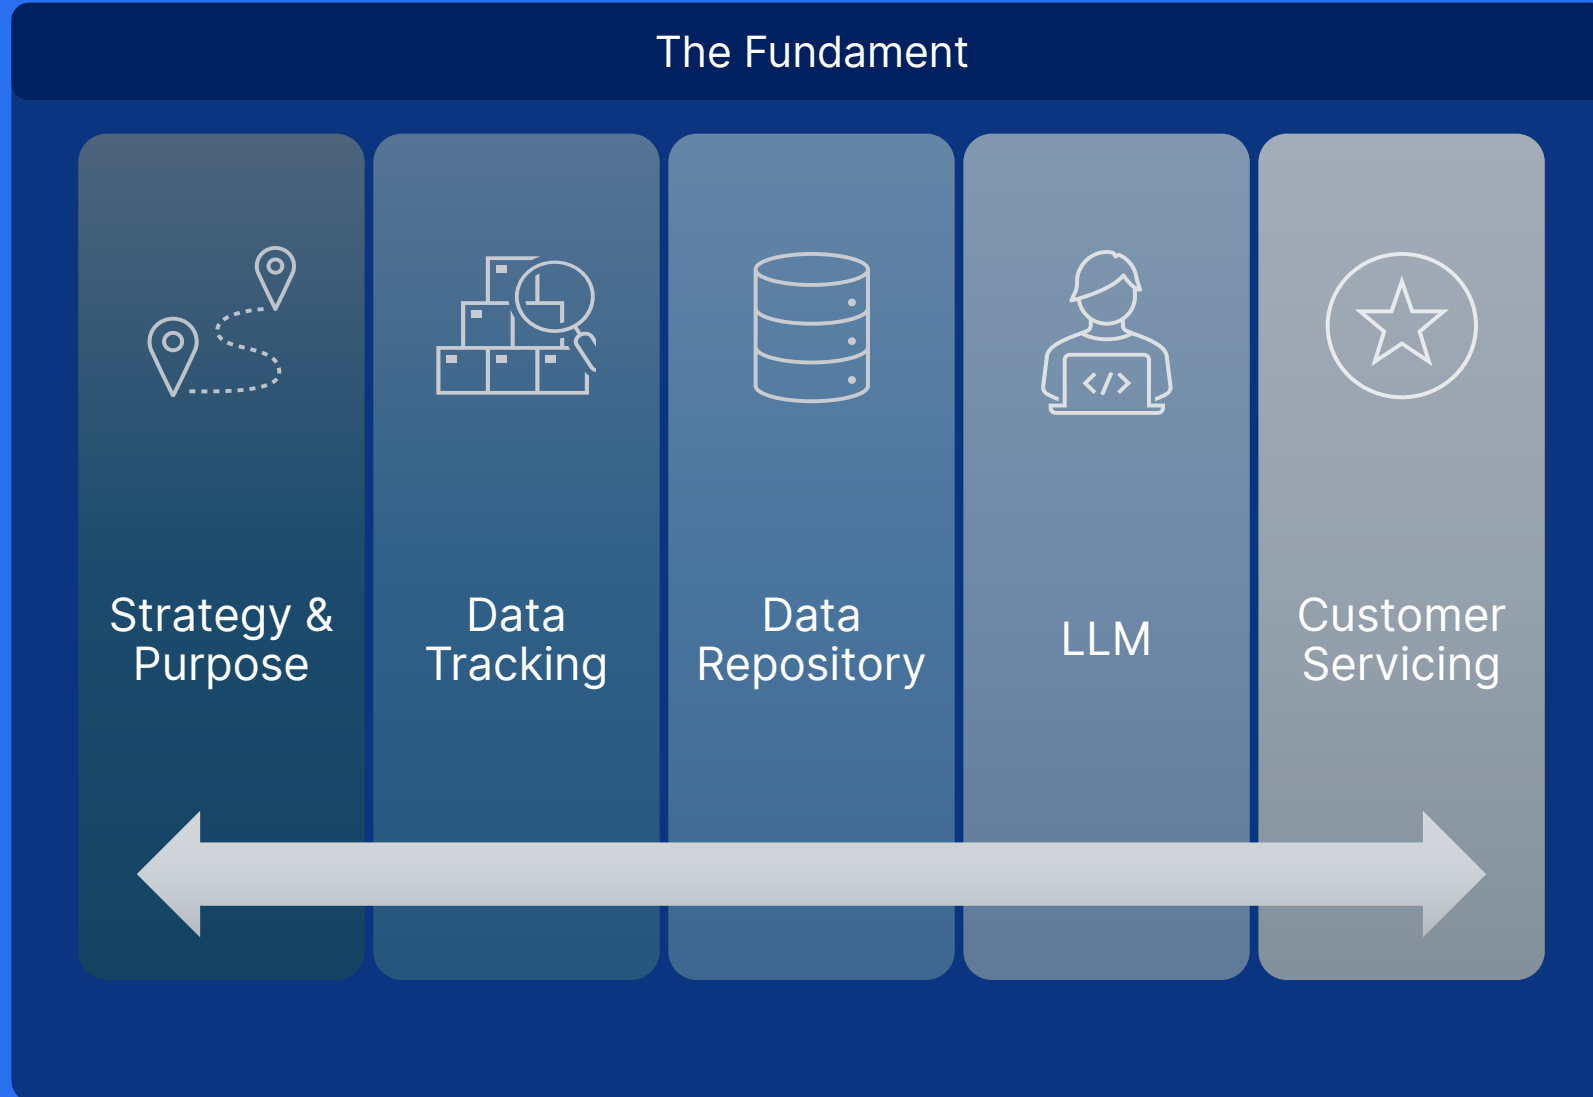 The Fundament
Strategy &
Purpose
Data
Tracking
Data
Repository
</>
LLM
Customer
Servicing